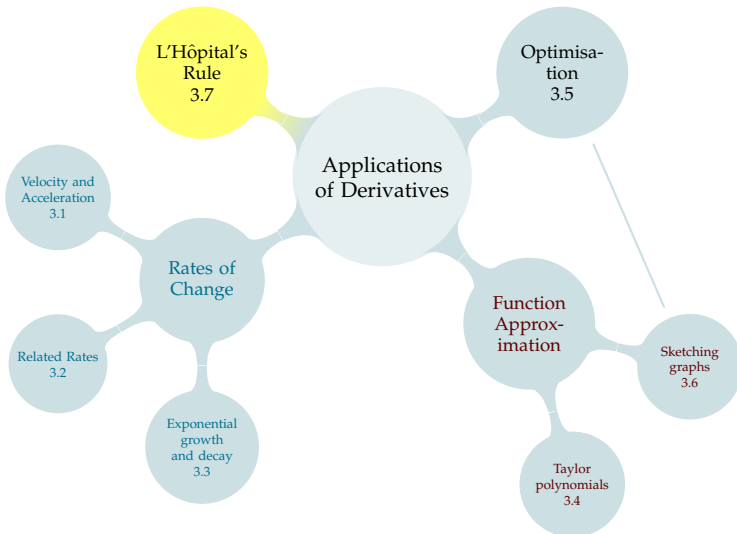 L'Hôpital's
Rule
3.7
Optimisa-
tion
3.5
Applications
of Derivatives
Velocity and
Acceleration
3.1
Rates of
Change
Function
Approx-
imation
Related Rates
3.2
Sketching
graphs
3.6
Exponential
growth
and decay
3.3
Taylor
polynomials
3.4